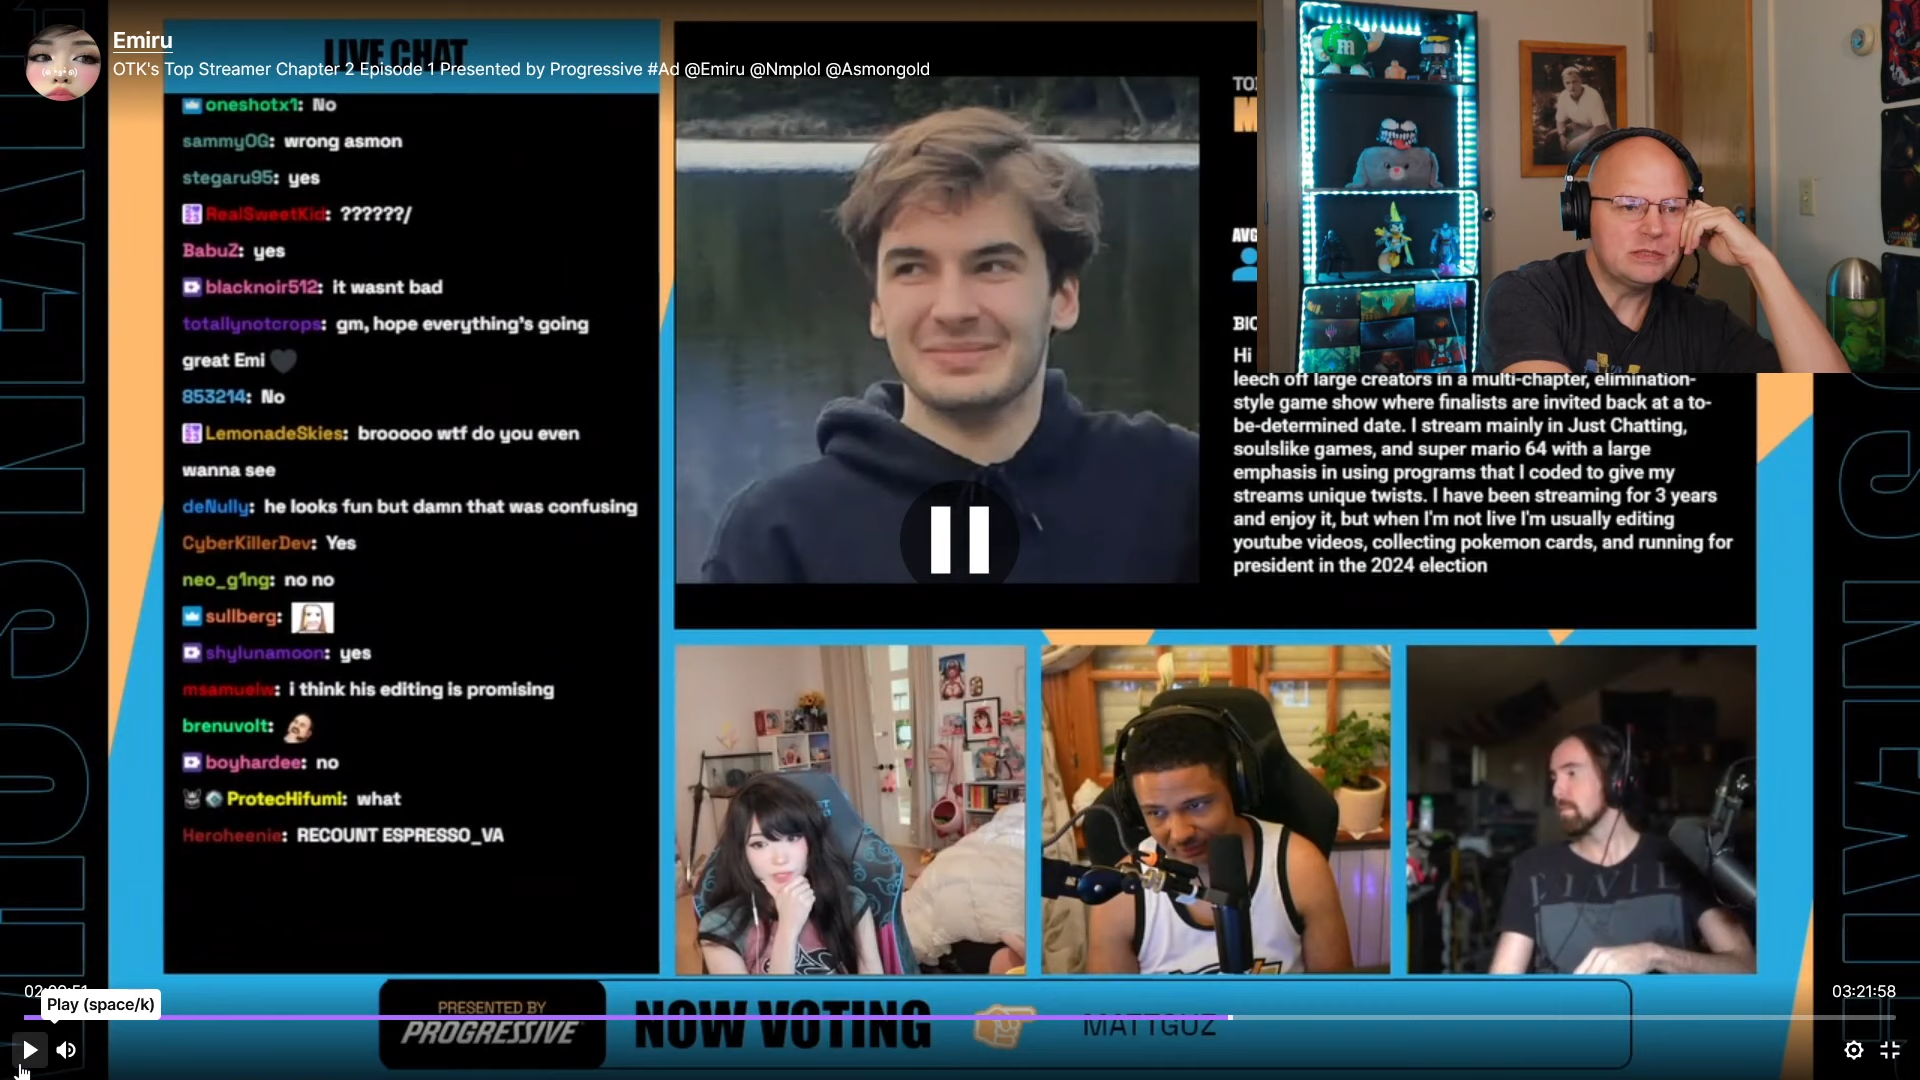 Emiru
LIVE CHAT
OTK's Top Streamer Chapter 2 Episode 1 Presented by Progressive #Ad @Emiru @Nmplol @Asmongold
oneshotx1: No
sammyOG: wrong asmon
stegaru95: yes
RealSweetKid: ??????/
BabuZ: yes
blacknoir512: it wasnt bad
totallynotcrops: gm, hope everything's going
great Emi
853214: No
LemonadeSkies: brooooo wtf do you even
wanna see
deNully: he looks fun but damn that was confusing
CyberKillerDev: Yes
neo_g1ng: no no
sullberg:
shylunamoon: yes
msamuelw: i think his editing is promising
brenuvolt:
boyhardee: no
ProtecHifumi: what
Heroheenie: RECOUNT ESPRESSO_VA
AVG
Hi
leech off large creators in a multi-chapter, elimination-
style game show where finalists are invited back at a to-
be-determined date. I stream mainly in Just Chatting,
soulslike games, and super mario 64 with a large
emphasis in using programs that I coded to give my
streams unique twists. I have been streaming for 3 years
and enjoy it, but when I'm not live I'm usually editing
youtube videos, collecting pokemon cards, and running for
president in the 2024 election
03:21:58
Play (space/k)
PRESENTED BY
PROGRESSIVE
NOW VOTING
MATTGUZ